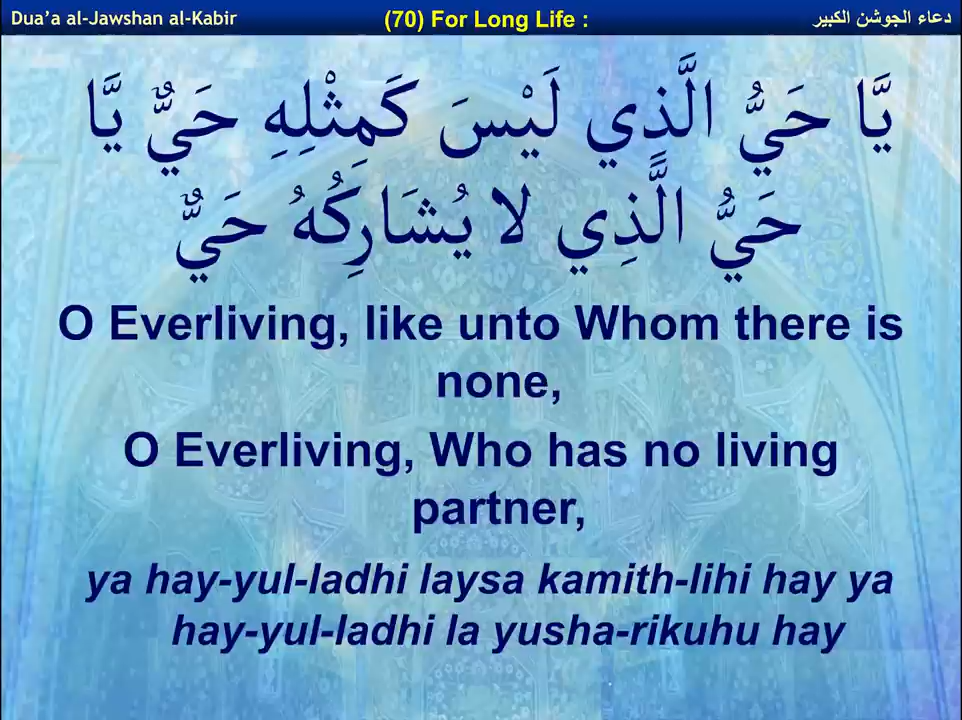 Dua'a al-Jawshan al-Kabir
(70) For Long Life :
دعاء الجوشن الكبير
يَّا حَيُّ الَّذِي لَيْسَ كَمِثْلِهِ حَيٌّ يَّا
حَيُّ الَّذِي لا يُشَارِكُهُ حَيٌّ
O Everliving, like unto Whom there is
none,
O Everliving, Who has no living
partner,
ya hay-yul-ladhi laysa kamith-lihi hay ya
hay-yul-ladhi la yusha-rikuhu hay